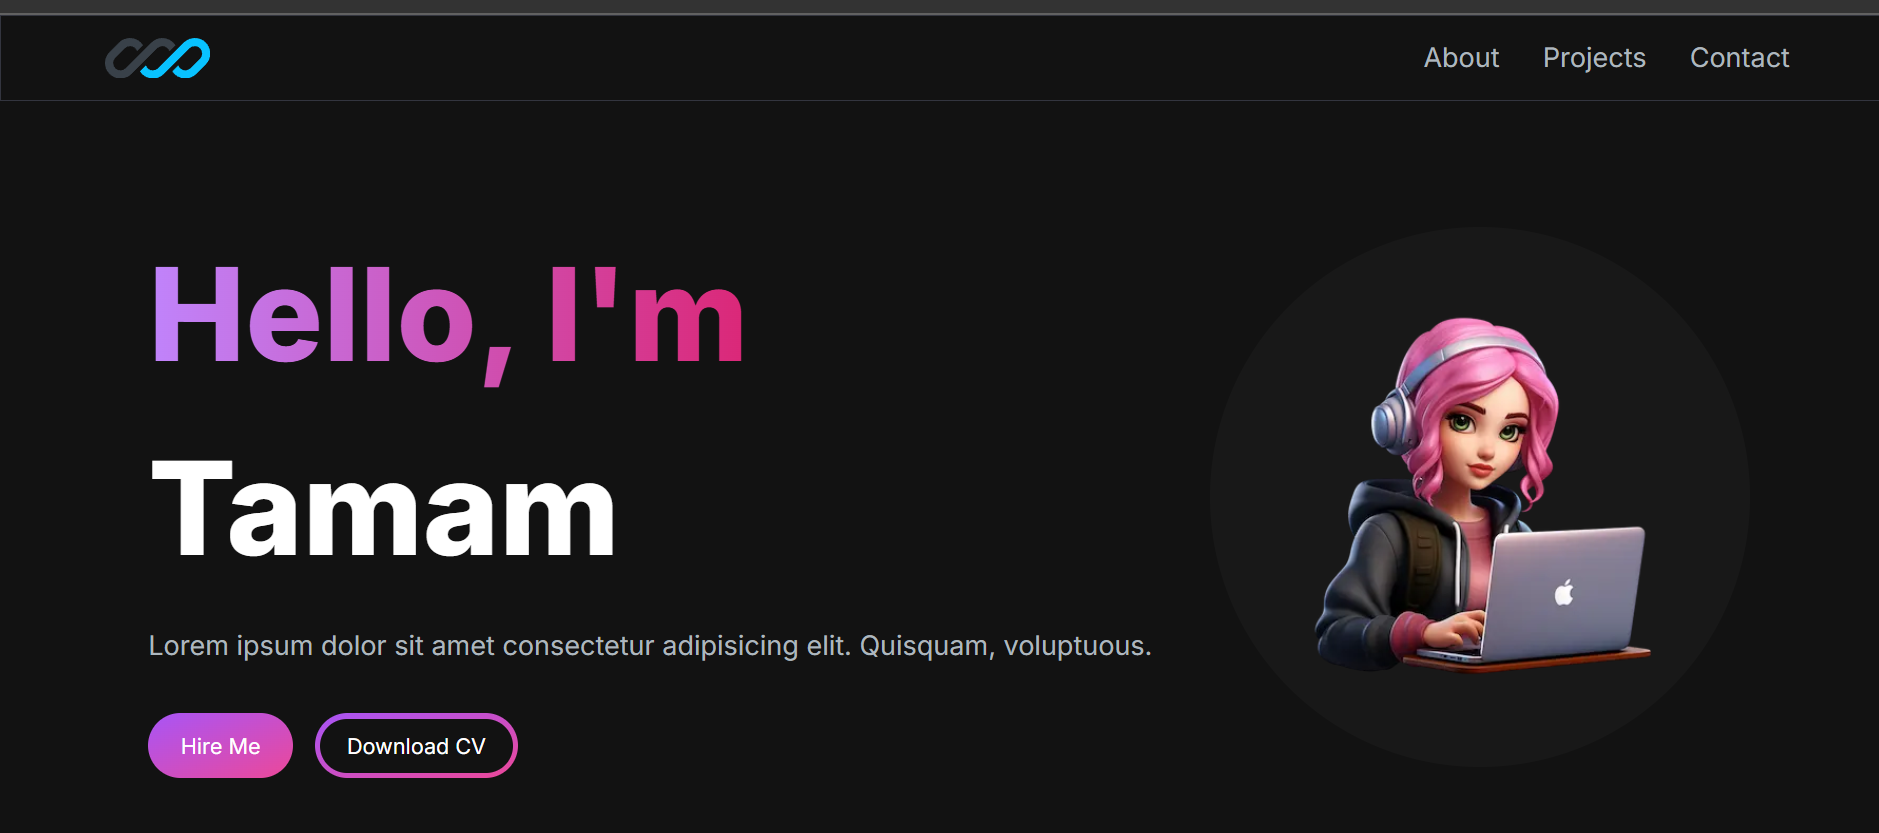 About Projects Contact
Hello, I'm
Tamam
Lorem ipsum dolor sit amet consectetur adipisicing elit. Quisquam, voluptuous.
Hire Me Download CV